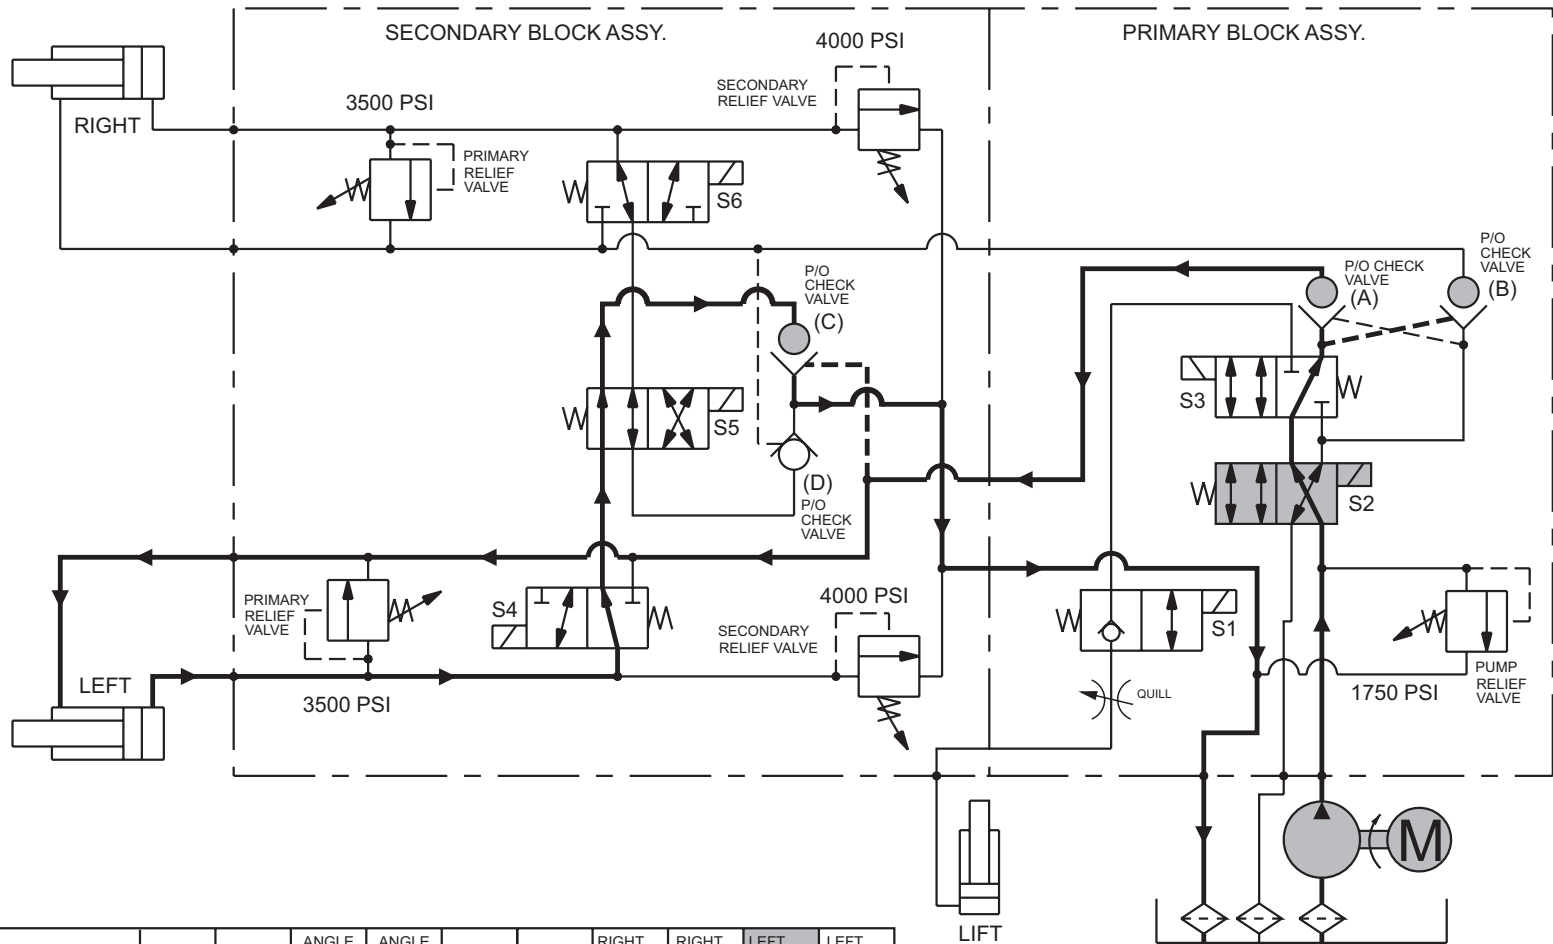 SECONDARY BLOCK ASSY.
PRIMARY BLOCK ASSY.
4000 PSI
SECONDARY
RELIEF VALVE
3500 PSI
RIGHT
PRIMARY
RELIEF
VALVE
S6
P/O
CHECK
VALVE
(C)
P/O CHECK
VALVE
(A)
P/O
CHECK
VALVE
(B)
S3
S5
(D)
P/O
CHECK
VALVE
S2
PRIMARY
RELIEF
VALVE
S4
4000 PSI
SECONDARY
RELIEF VALVE
S1
LEFT
3500 PSI
QUILL
1750 PSI
PUMP
RELIEF
VALVE
M
LIFT
ANGLE
ANGLE
RIGHT
RIGHT
LEFT
LEFT